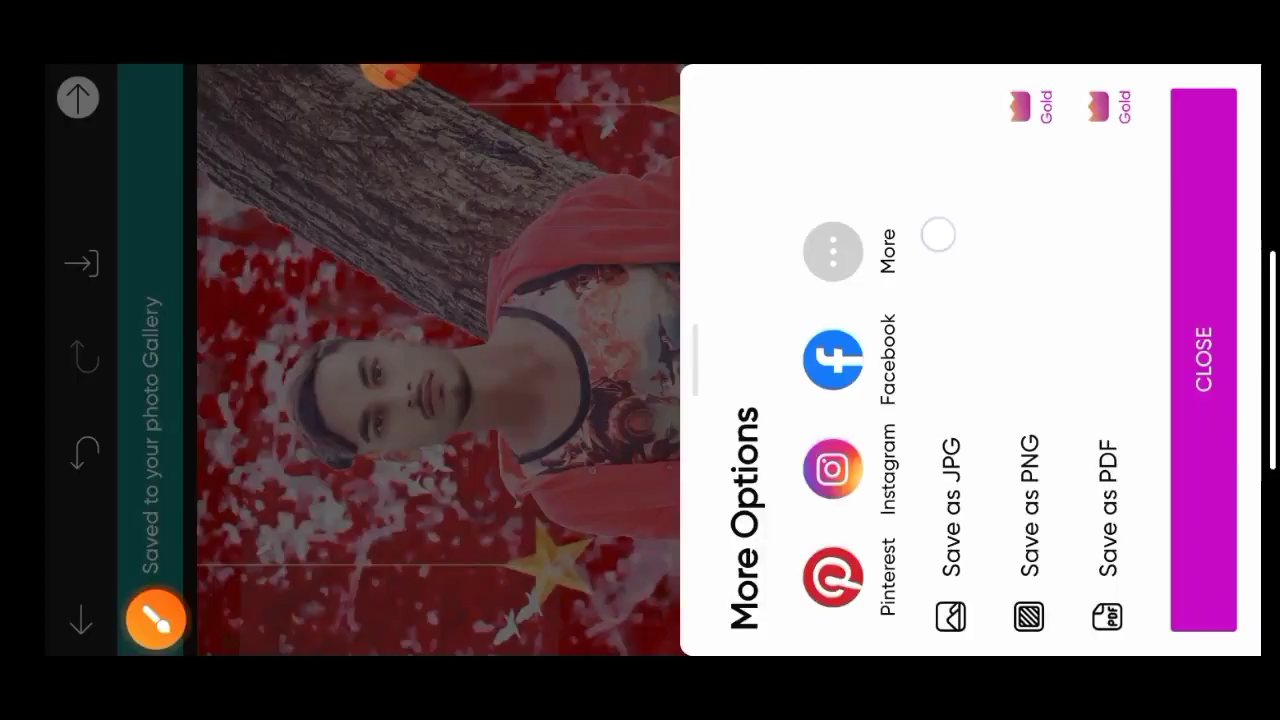 Saved to your photo Gallery
More Options
Pinterest
Instagram
Facebook
More
Save as JPG
Save as PNG
Gold
PDF
Save as PDF
Gold
CLOSE